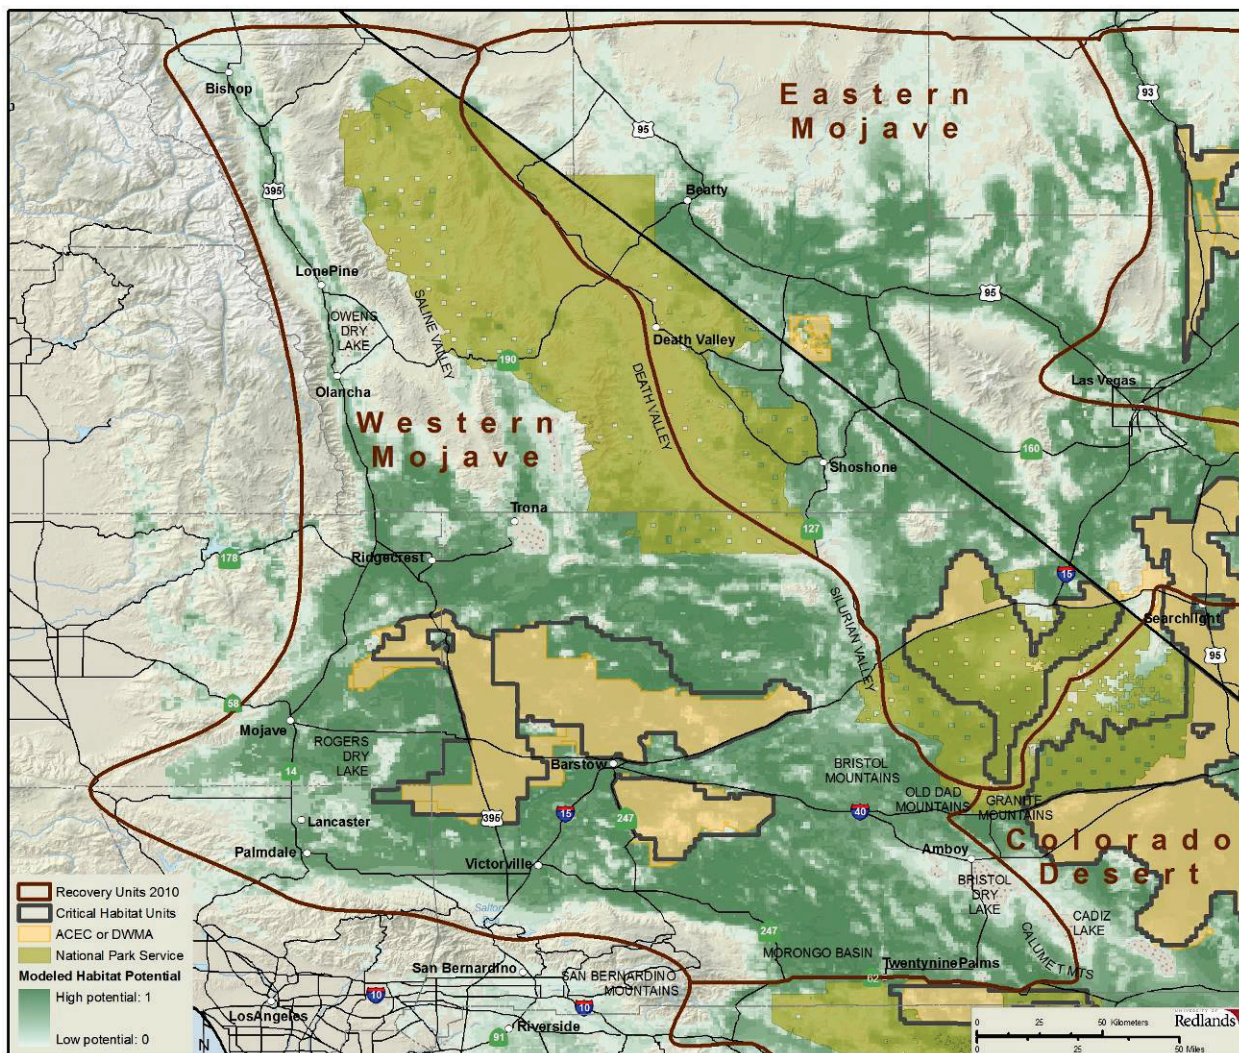 Eastern
Mojave
93
95
Bishop
395
Beatty
LonePine
OWENS
DRY
LAKE
SALINE VALLEY
95
Death Valley
190
DEATH VALLEY
Olancha
Las Vegas
Western
Mojave
160
Shoshone
Trona
127
Ridgecrest
178
15
SILURIAN VALLEY
Searchlight
95
58
Mojave
ROGERS
DRY
LAKE
14
Barstow
BRISTOL
MOUNTAINS
OLD DAD
MOUNTAINS
GRANITE
MOUNTAINS
Lancaster
395
15
247
40
Colorado
Desert
Palmdale
Victorville
Amboy
BRISTOL
DRY
LAKE
CADIZ
LAKE
Salton
247
MORONGO BASIN
CALUMET MTS
San Bernardino
SAN BERNARDINO
MOUNTAINS
TwentyninePalms
62
10
10
LosAngeles
Riverside
91
Recovery Units 2010
Critical Habitat Units
ACEC or DWMA
National Park Service
Modeled Habitat Potential
High potential: 1
Low potential: 0
N
0 25 50 Kilometers
0 25 50 Miles
UNIVERSITY OF
Redlands